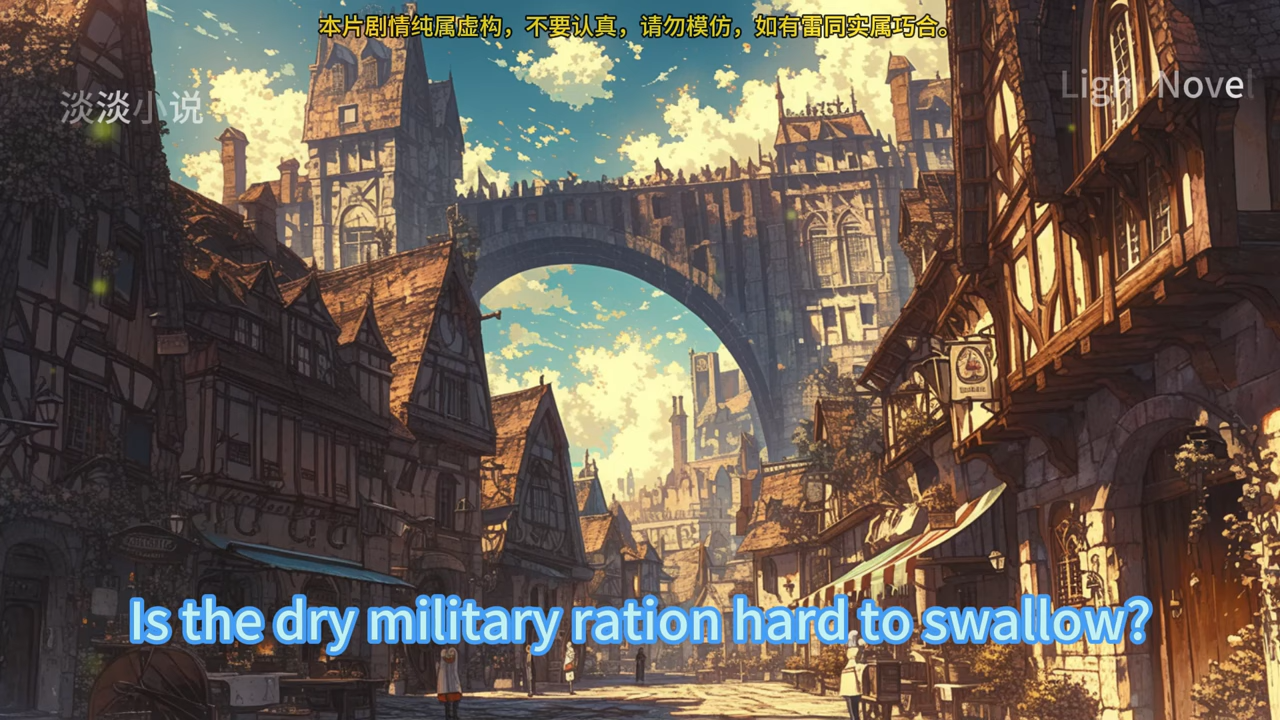 本片剧情纯属虚构，不要认真，请勿模仿，如有雷同实属巧合。
淡淡小说
Light Novel
Is the dry military ration hard to swallow?